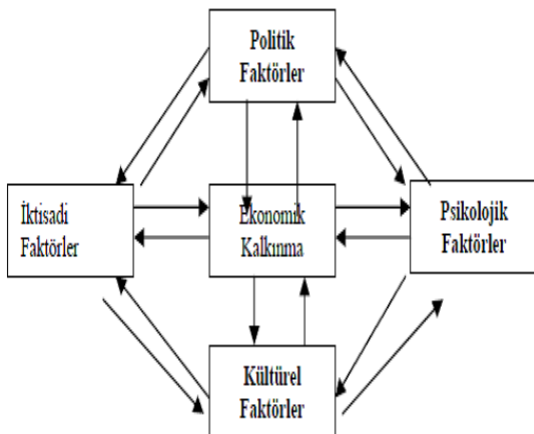 Politik
Faktörler
İktisadi
Faktörler
Ekonomik
Kalkınma
Psikolojik
Faktörler
Kültürel
Faktörler